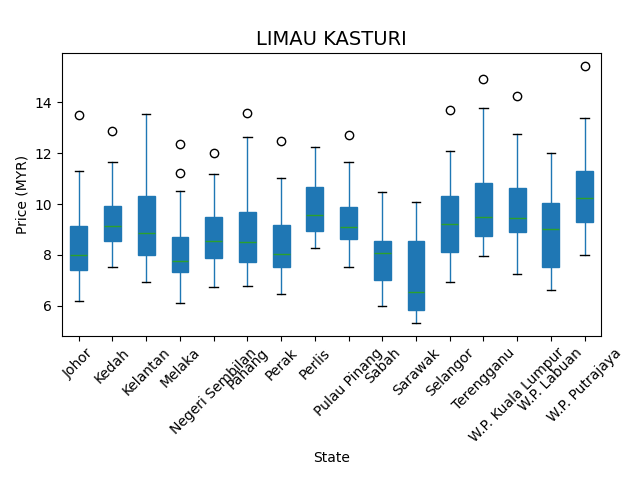 LIMAU KASTURI
Price (MYR)
14
12
10
8
6
Johor
Kedah
Kelantan
Melaka
Negeri Sembilan
Pahang
Perak
Perlis
Pulau Pinang
Sabah
Sarawak
Selangor
Terengganu
W.P. Kuala Lumpur
W.P. Labuan
W.P. Putrajaya
State